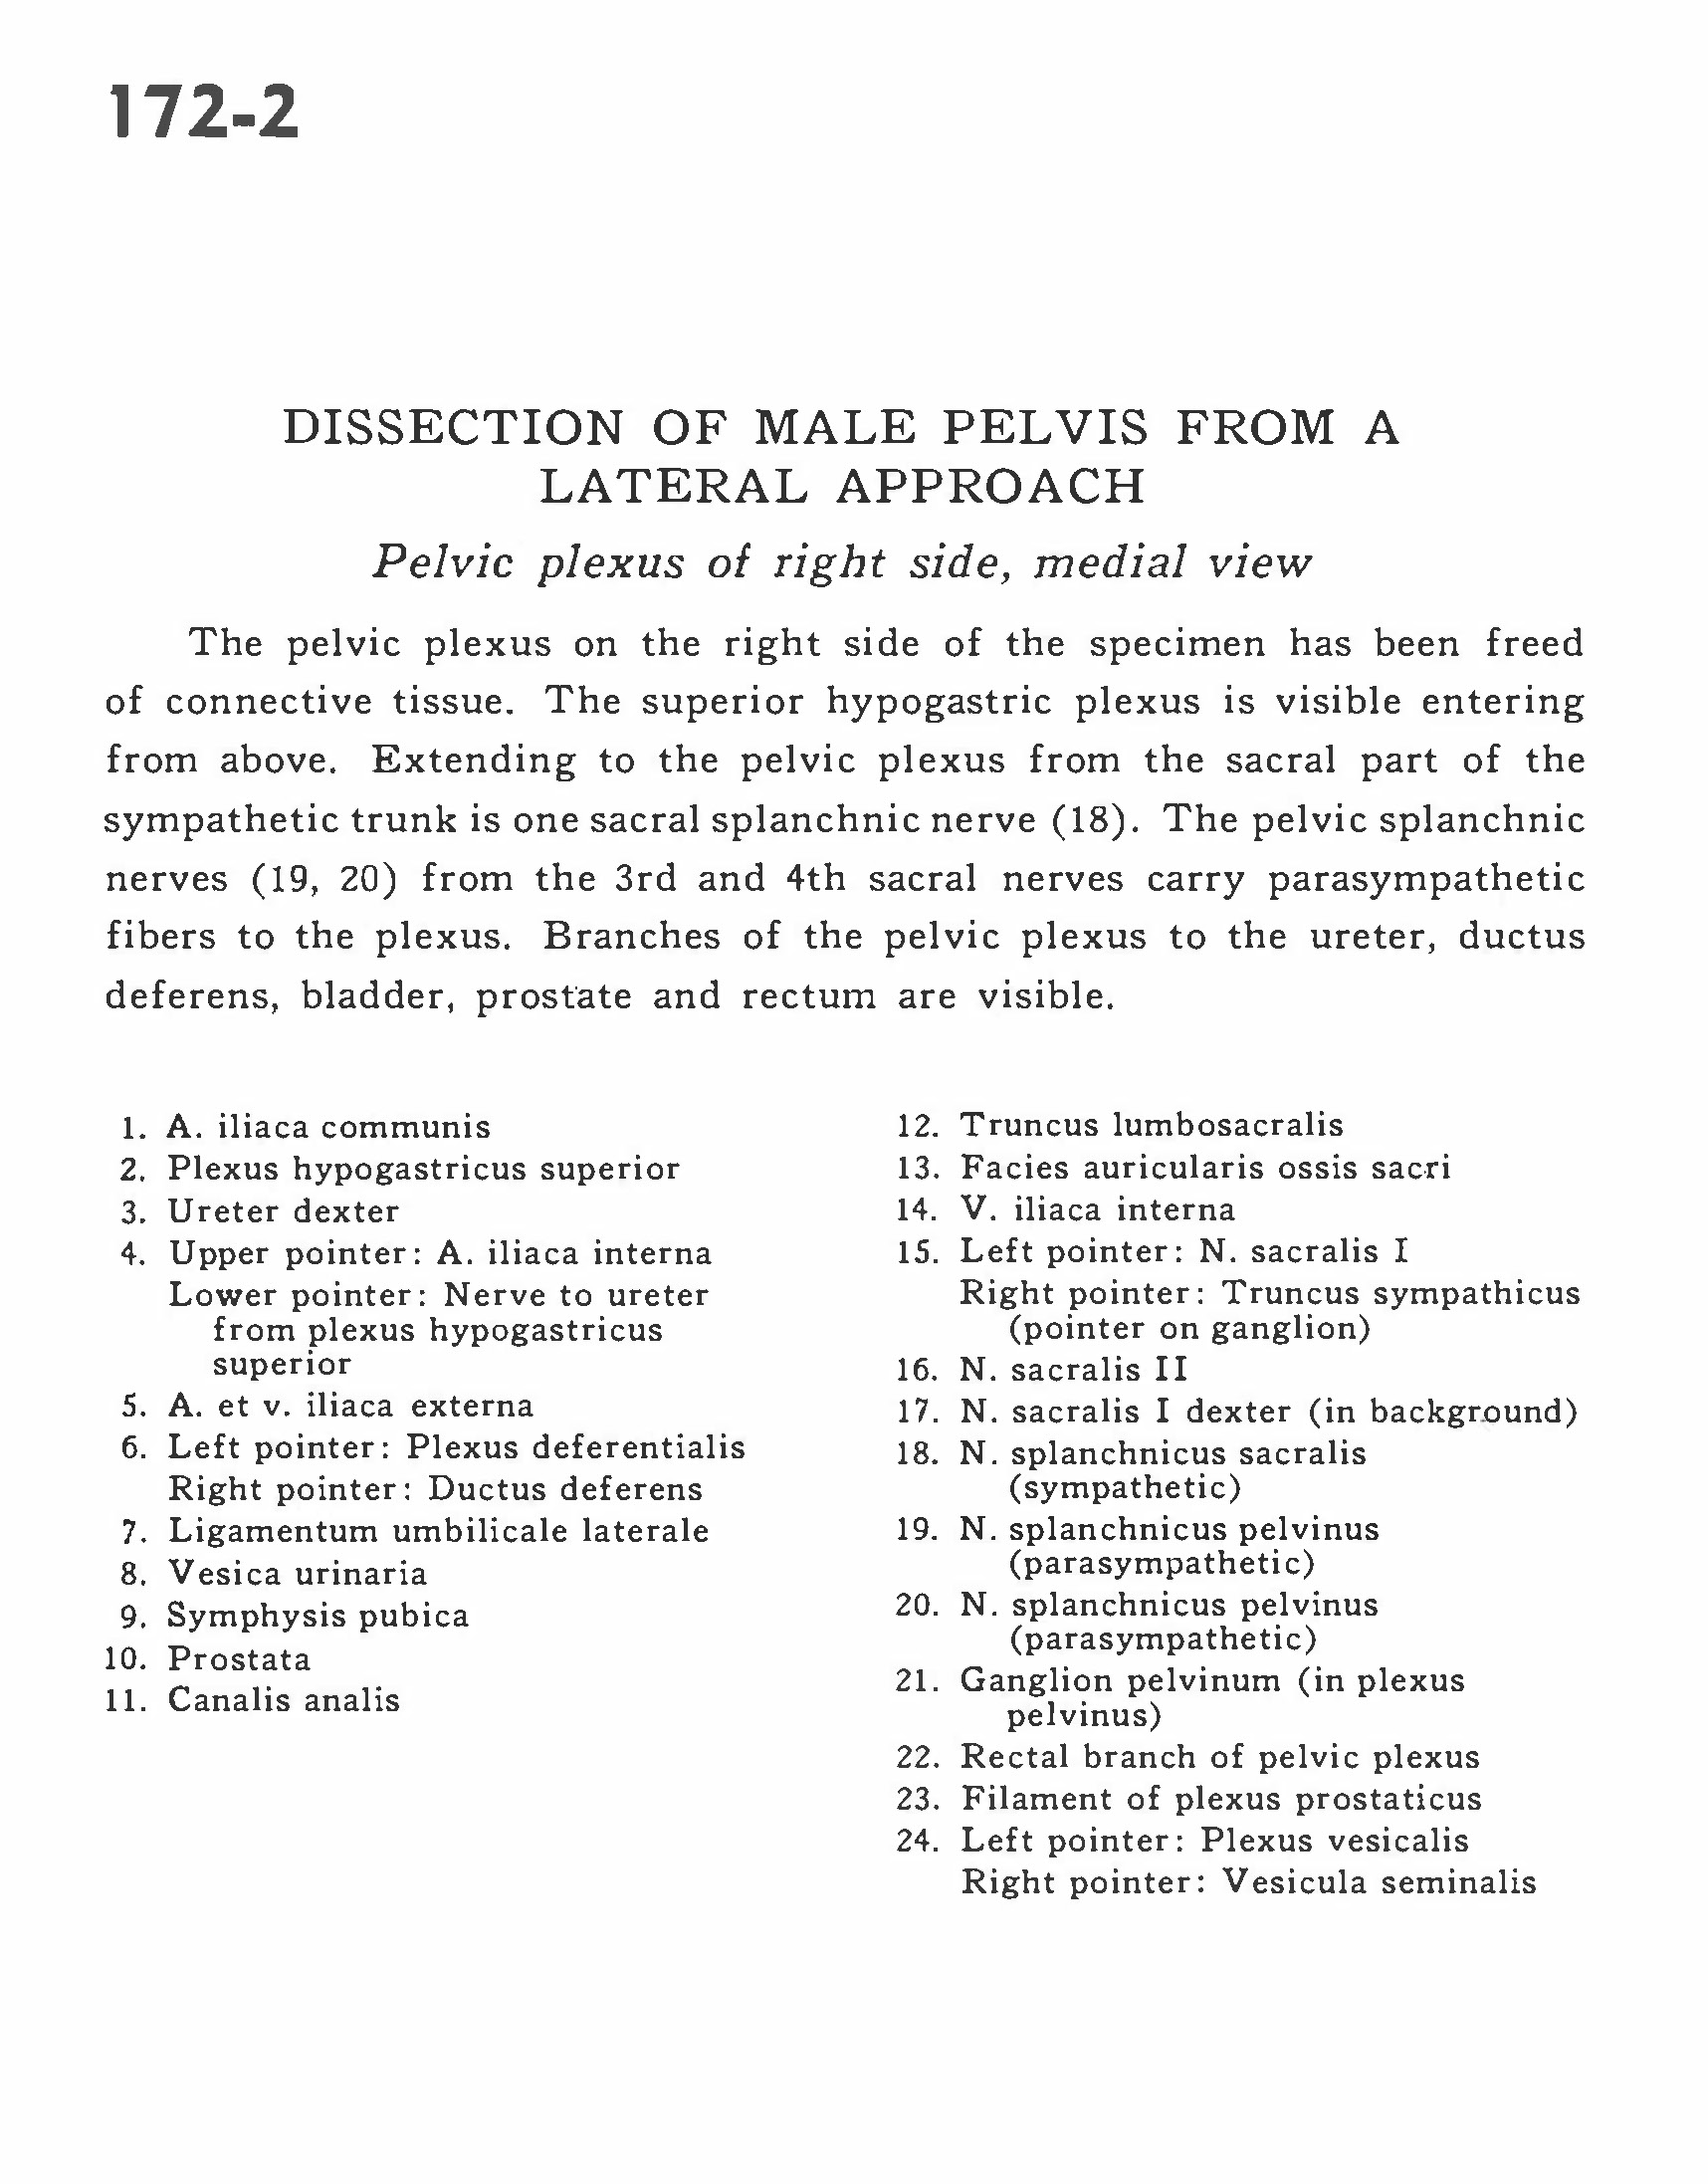 172-2
DISSECTION OF MALE PELVIS FROM A
LATERAL APPROACH
Pelvic plexus of right side, medial view
The pelvic plexus on the right side of the specimen has been freed
of connective tissue. The superior hypogastric plexus is visible entering
from above. Extending to the pelvic plexus from the sacral part of the
sympathetic trunk is one sacral splanchnic nerve (18). The pelvic splanchnic
nerves (19, 20) from the 3rd and 4th sacral nerves carry parasympathetic
fibers to the plexus. Branches of the pelvic plexus to the ureter, ductus
deferens, bladder, prostate and rectum are visible.
1. A. iliaca communis
2. Plexus hypogastricus superior
3. Ureter dexter
4. Upper pointer: A. iliaca interna
Lower pointer: Nerve to ureter
from plexus hypogastricus
superior
5. A. et v. iliaca externa
6. Left pointer: Plexus deferentialis
Right pointer: Ductus deferens
7. Ligamentum umbilicale laterale
8. Vesica urinaria
9. Symphysis pubica
10. Prostata
11. Canalis analis
12. Truncus lumbosacralis
13. Facies auricularis ossis sacri
14. V. iliaca interna
15. Left pointer: N. sacralis I
Right pointer: Truncus sympathicus
(pointer on ganglion)
16. N. sacralis II
17. N. sacralis I dexter (in background)
18. N. splanchnicus sacralis
(sympathetic)
19. N. splanchnicus pelvinus
(parasympathetic)
20. N. splanchnicus pelvinus
(parasympathetic)
21. Ganglion pelvinum (in plexus
pelvinus)
22. Rectal branch of pelvic plexus
23. Filament of plexus prostaticus
24. Left pointer: Plexus vesicalis
Right pointer: Vesicula seminalis